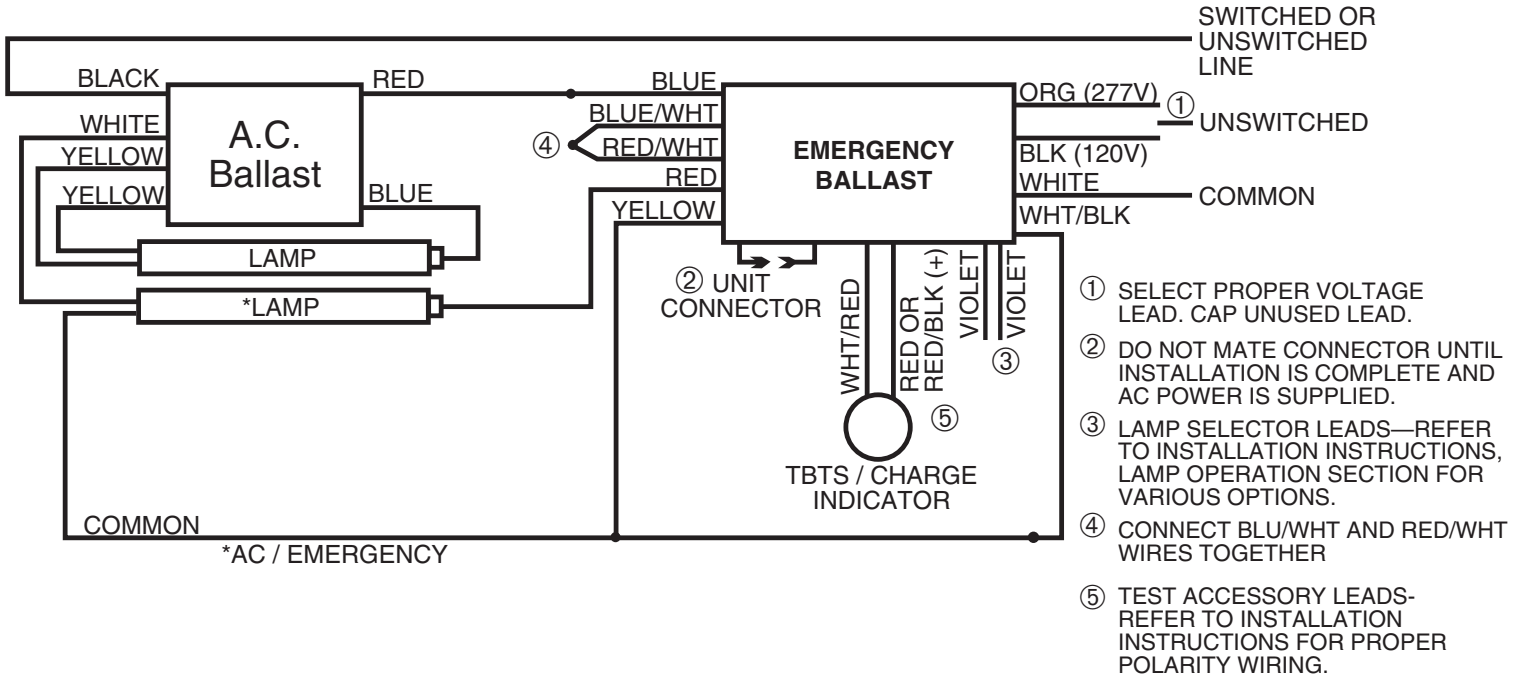 SWITCHED OR
UNSWITCHED
LINE
BLACK
RED
WHITE
YELLOW
YELLOW
A.C.
Ballast
BLUE
LAMP
*LAMP
BLUE
BLUE/WHT
④
RED/WHT
RED
YELLOW
EMERGENCY
BALLAST
ORG (277V)
①
UNSWITCHED
BLK (120V)
WHITE
COMMON
WHT/BLK
② UNIT
CONNECTOR
WHT/RED
RED OR
RED/BLK (+)
VIOLET
VIOLET
③
⑤
TBTS / CHARGE
INDICATOR
COMMON
*AC / EMERGENCY
① SELECT PROPER VOLTAGE
LEAD. CAP UNUSED LEAD.
② DO NOT MATE CONNECTOR UNTIL
INSTALLATION IS COMPLETE AND
AC POWER IS SUPPLIED.
③ LAMP SELECTOR LEADS—REFER
TO INSTALLATION INSTRUCTIONS,
LAMP OPERATION SECTION FOR
VARIOUS OPTIONS.
④ CONNECT BLU/WHT AND RED/WHT
WIRES TOGETHER
⑤ TEST ACCESSORY LEADS-
REFER TO INSTALLATION
INSTRUCTIONS FOR PROPER
POLARITY WIRING.